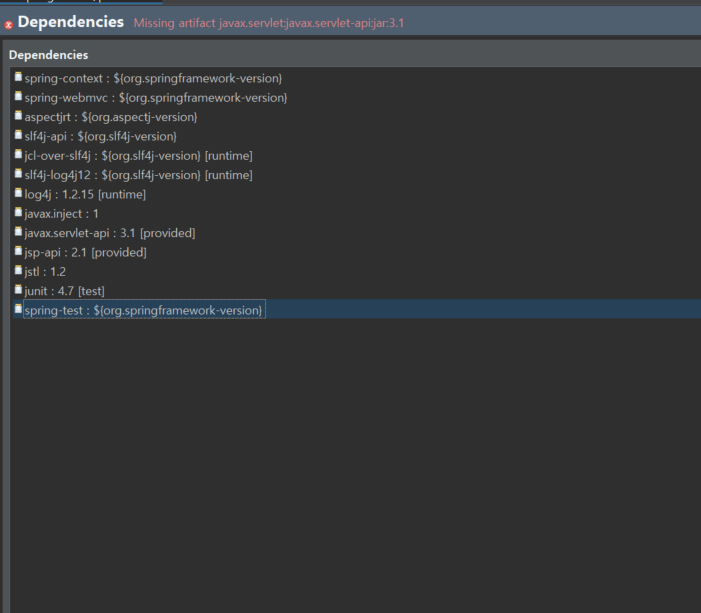 Dependencies Missing artifact javax.servlet:javax.servlet-api:jar:3.1
Dependencies
spring-context : ${org.springframework-version}
spring-webmvc : ${org.springframework-version}
aspectjrt : ${org.aspectj-version}
slf4j-api : ${org.slf4j-version}
jcl-over-slf4j : ${org.slf4j-version} [runtime]
slf4j-log4j12 : ${org.slf4j-version} [runtime]
log4j : 1.2.15 [runtime]
javax.inject : 1
javax.servlet-api : 3.1 [provided]
jsp-api : 2.1 [provided]
jstl : 1.2
junit : 4.7 [test]
spring-test : ${org.springframework-version}